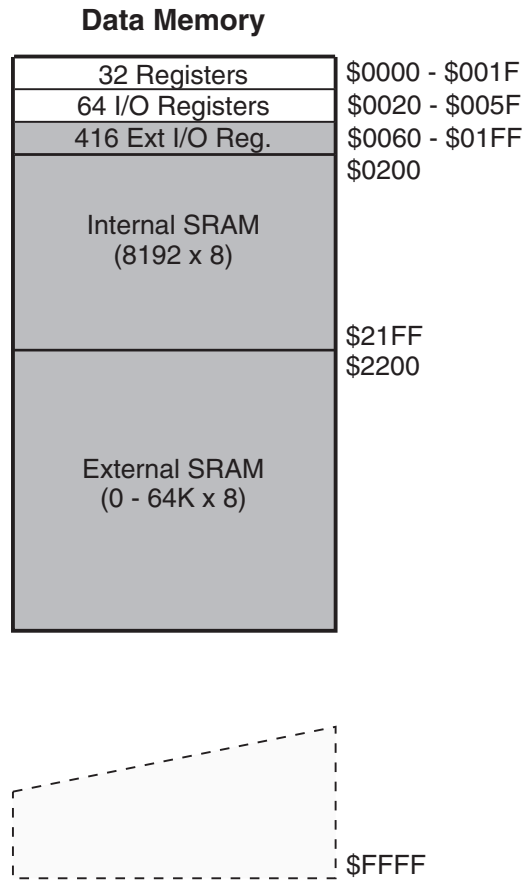 Data Memory
32 Registers
$0000 - $001F
64 I/O Registers
$0020 - $005F
416 Ext I/O Reg.
$0060 - $01FF
$0200
Internal SRAM
(8192 x 8)
$21FF
$2200
External SRAM
(0 - 64K x 8)
$FFFF